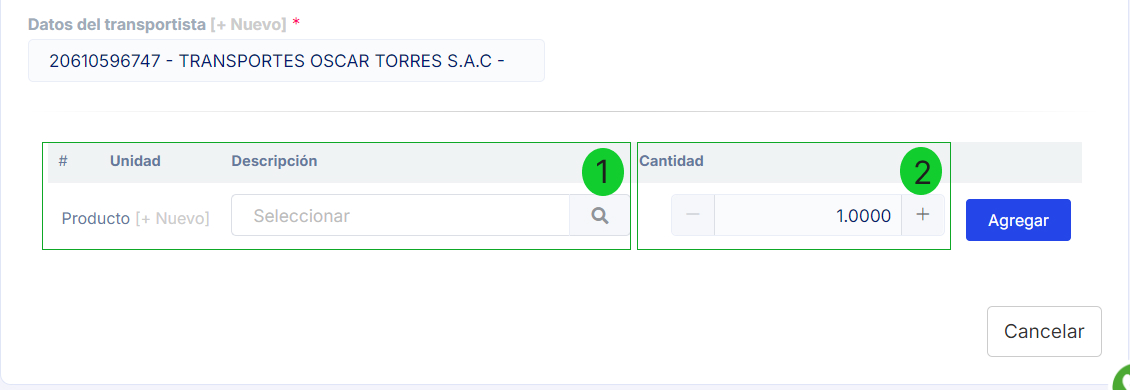 Datos del transportista [+ Nuevo] *
20610596747 - TRANSPORTES OSCAR TORRES S.A.C -
# Unidad Descripción 1 Cantidad 2
Producto [+ Nuevo] Seleccionar − 1.0000 + Agregar
Cancelar